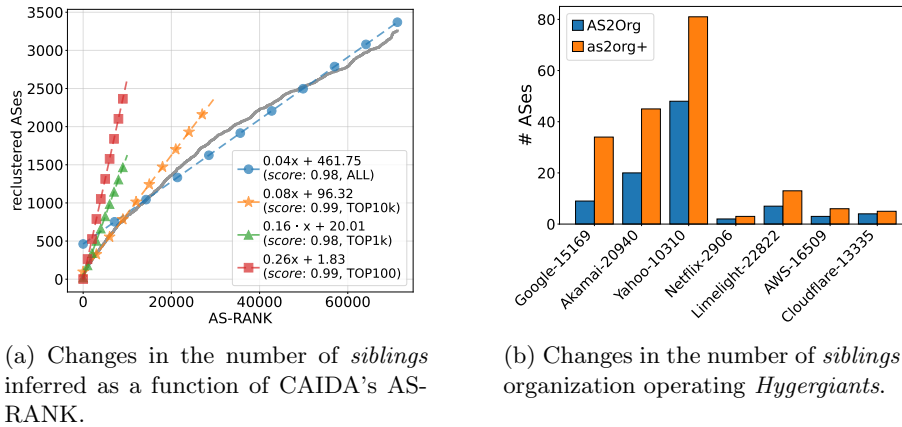 3500
3000
2500
2000
1500
1000
500
0
reclustered ASes
0.04x + 461.75
(score: 0.98, ALL)
0.08x + 96.32
(score: 0.99, TOP10k)
0.16 · x + 20.01
(score: 0.98, TOP1k)
0.26x + 1.83
(score: 0.99, TOP100)
0 20000 40000 60000
AS-RANK
(a) Changes in the number of siblings
inferred as a function of CAIDA's AS-
RANK.
80
60
40
20
0
# ASes
AS2Org
as2org+
Google-15169
Akamai-20940
Yahoo-10310
Netflix-2906
Limelight-22822
AWS-16509
Cloudflare-13335
(b) Changes in the number of siblings
organization operating Hygergiants.